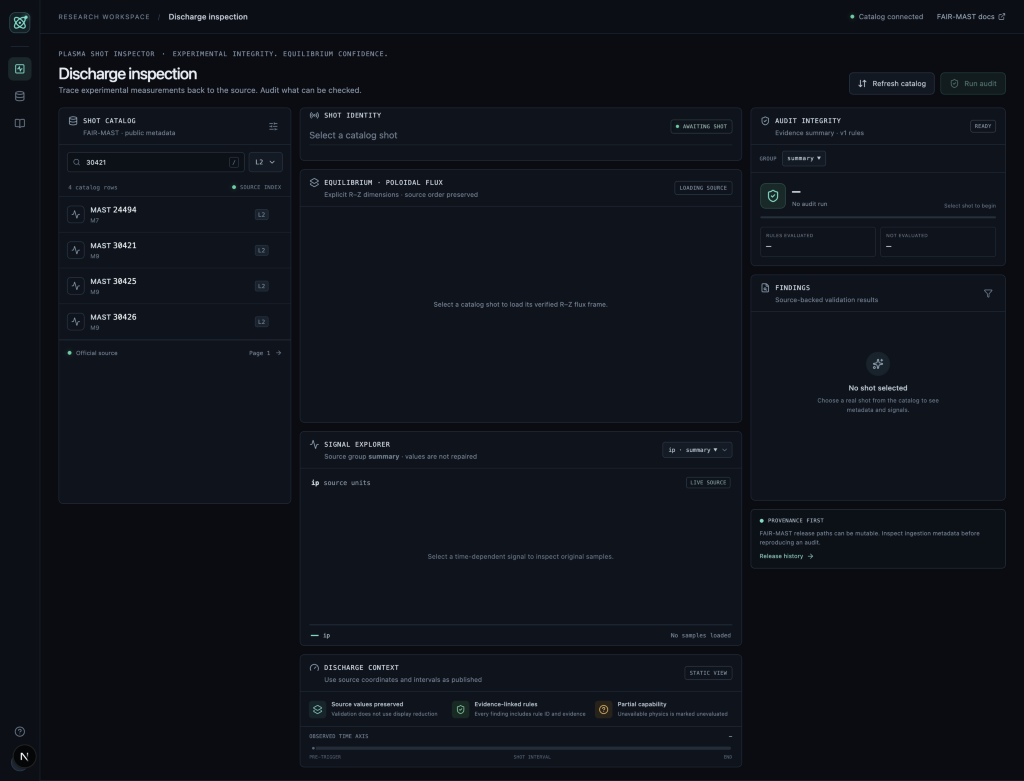 RESEARCH WORKSPACE / Discharge inspection
Catalog connected
FAIR-MAST docs
PLASMA SHOT INSPECTOR · EXPERIMENTAL INTEGRITY. EQUILIBRIUM CONFIDENCE.
Discharge inspection
Trace experimental measurements back to the source. Audit what can be checked.
Refresh catalog
Run audit
SHOT CATALOG
FAIR-MAST · public metadata
30421
/
L2
4 catalog rows
SOURCE INDEX
MAST 24494
M7
L2
MAST 30421
M9
L2
MAST 30425
M9
L2
MAST 30426
M9
L2
Official source
Page 1 →
SHOT IDENTITY
Select a catalog shot
AWAITING SHOT
EQUILIBRIUM · POLOIDAL FLUX
Explicit R–Z dimensions · source order preserved
LOADING SOURCE
Select a catalog shot to load its verified R–Z flux frame.
SIGNAL EXPLORER
Source group summary · values are not repaired
ip · summary ▼
ip source units
LIVE SOURCE
Select a time-dependent signal to inspect original samples.
ip
No samples loaded
DISCHARGE CONTEXT
Use source coordinates and intervals as published
STATIC VIEW
Source values preserved
Validation does not use display reduction
Evidence-linked rules
Every finding includes rule ID and evidence
Partial capability
Unavailable physics is marked unevaluated
OBSERVED TIME AXIS
–
PRE-TRIGGER
SHOT INTERVAL
END
AUDIT INTEGRITY
Evidence summary · v1 rules
READY
GROUP
summary ▼
—
No audit run
Select shot to begin
RULES EVALUATED
—
NOT EVALUATED
—
FINDINGS
Source-backed validation results
No shot selected
Choose a real shot from the catalog to see
metadata and signals.
PROVENANCE FIRST
FAIR-MAST release paths can be mutable. Inspect ingestion metadata before
reproducing an audit.
Release history →
N